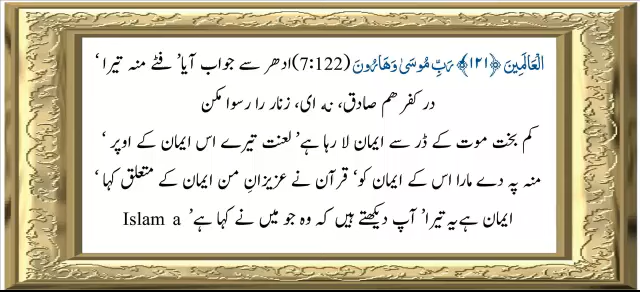 الْعَالَمِينَ ﴿۱۲۱﴾ رَبِّ مُوسَىٰ وَهَارُونَ (7:122) ادھر سے جواب آیا’ فٹے منہ تیرا‘
در کفر هم صادق، نه ای، زنار را رسوا مکن
کم بخت موت کے ڈر سے ایمان لا رہا ہے’ لعنت تیرے اس ایمان کے اوپر‘
منہ پہ دے مارا اس کے ایمان کو‘ قرآن نے عزیزانِ من ایمان کے متعلق کہا‘
ایمان ہے یہ تیرا’ آپ دیکھتے ہیں کہ وہ جو میں نے کہا ہے’ Islam a